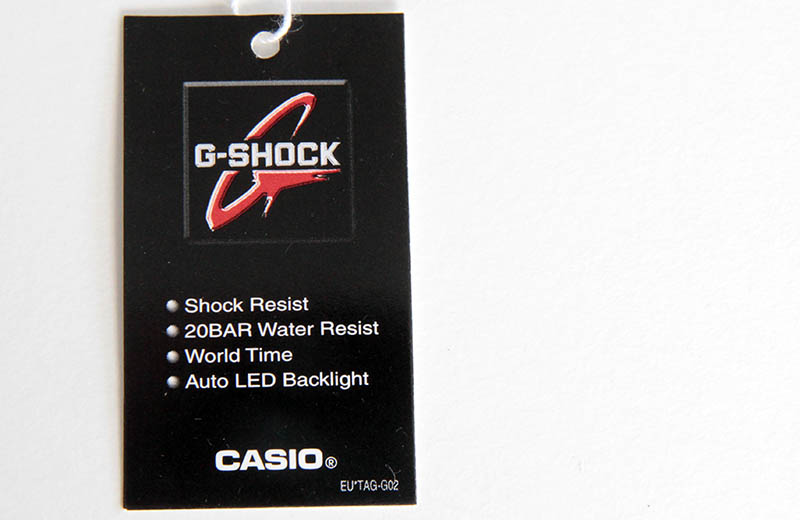 G-SHOCK
Shock Resist
20BAR Water Resist
World Time
Auto LED Backlight
CASIO®
EU*TAG-G02